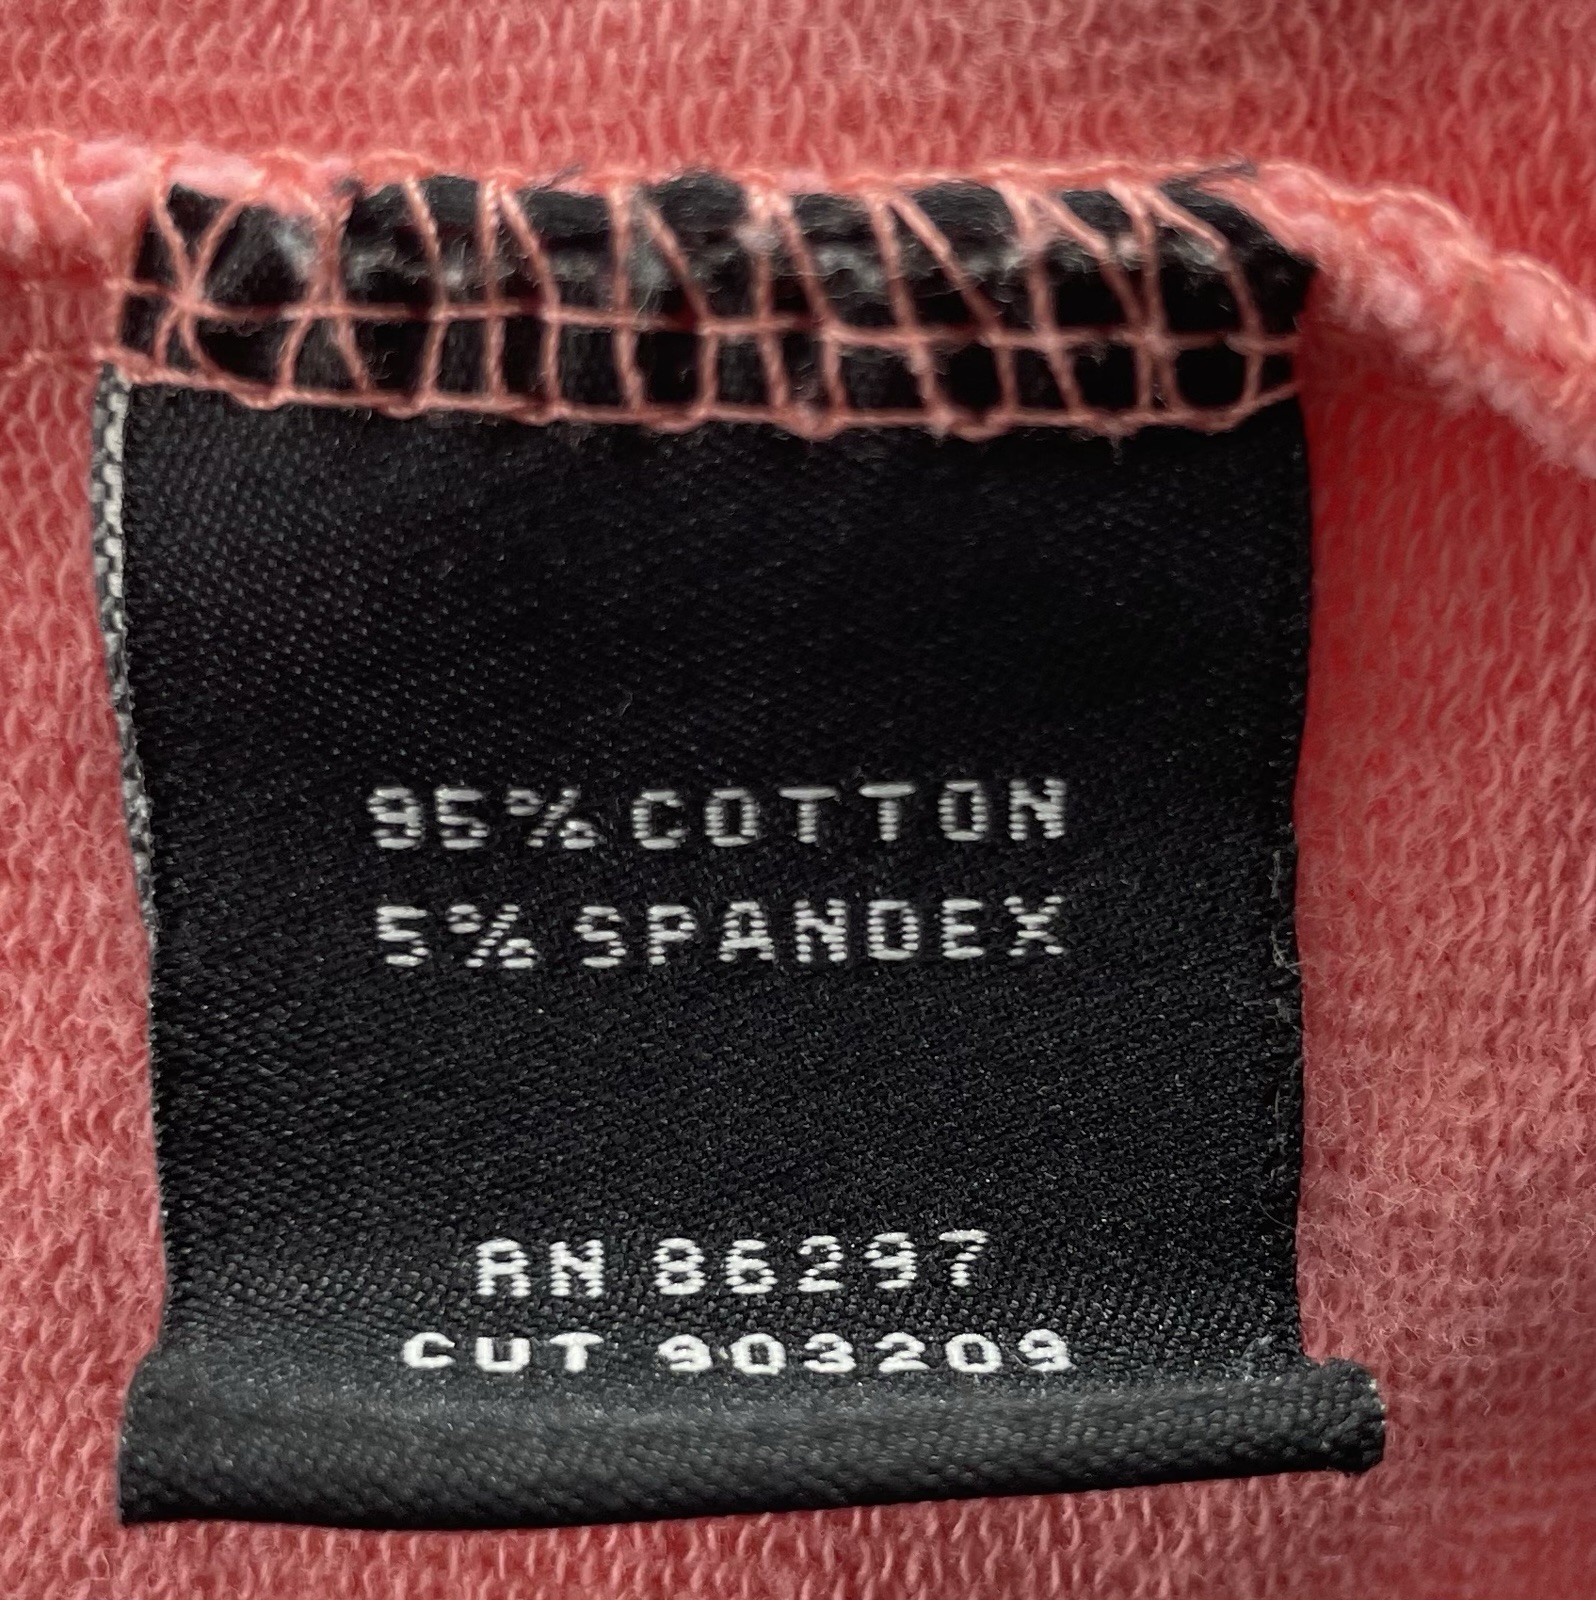 95% COTTON
5% SPANDEX
RN 86297
CUT 903209